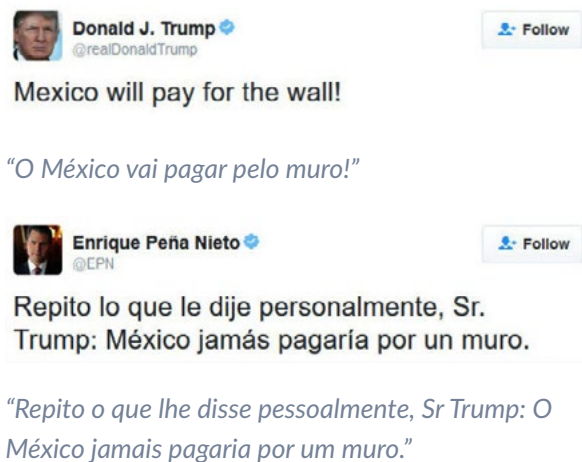 Donald J. Trump
Follow
@realDonaldTrump
Mexico will pay for the wall!
“O México vai pagar pelo muro!”
Enrique Peña Nieto
Follow
@EPN
Repito lo que le dije personalmente, Sr.
Trump: México jamás pagaría por un muro.
“Repito o que lhe disse pessoalmente, Sr Trump: O
México jamais pagaria por um muro.”